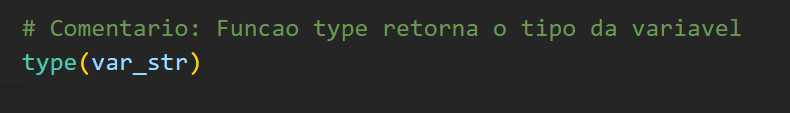 # Comentario: Funcao type retorna o tipo da variavel
type(var_str)